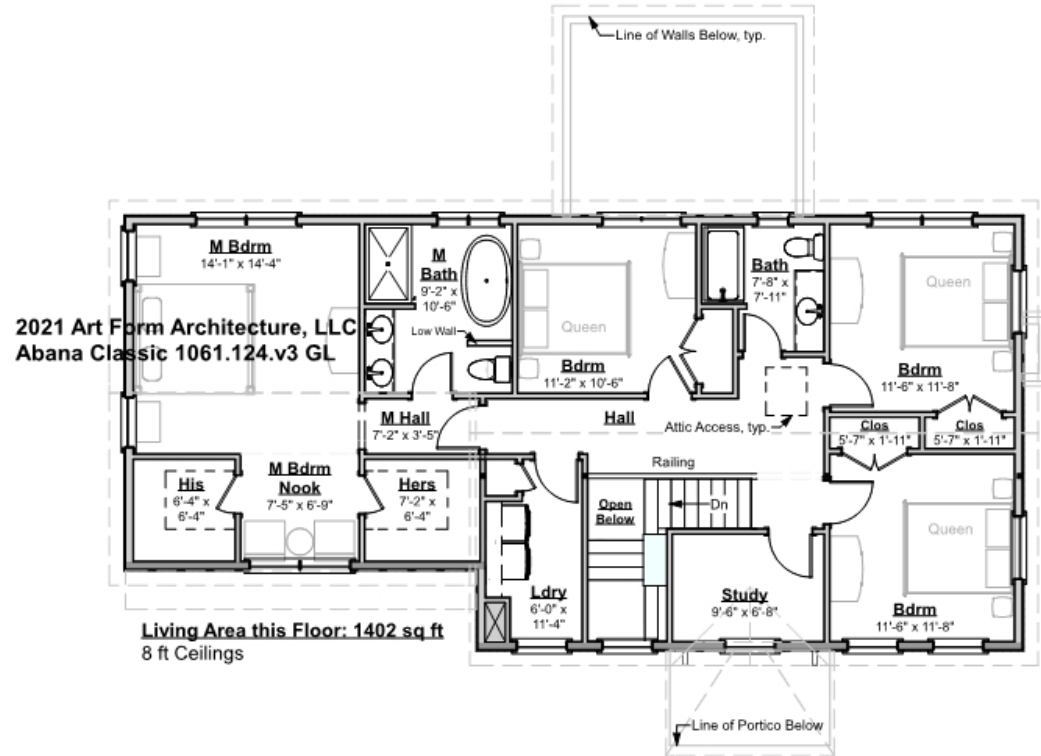 Line of Walls Below, typ.
M Bdrm
14'-1" x 14'-4"
M
Bath
9'-2" x
10'-6"
Low Wall
Queen
Bdrm
11'-2" x 10'-6"
Bath
7'-8" x
7'-11"
Queen
Bdrm
11'-6" x 11'-8"
2021 Art Form Architecture, LLC
Abana Classic 1061.124.v3 GL
M Hall
7'-2" x 3'-5"
Hall
Attic Access, typ.
Clos
5'-7" x 1'-11"
Clos
5'-7" x 1'-11"
Railing
His
6'-4" x
6'-4"
M Bdrm
Nook
7'-5" x 6'-9"
Hers
7'-2" x
6'-4"
Open
Below
Dn
Queen
Ldry
6'-0" x
11'-4"
Study
9'-6" x 6'-8"
Bdrm
11'-6" x 11'-8"
Living Area this Floor: 1402 sq ft
8 ft Ceilings
Line of Portico Below